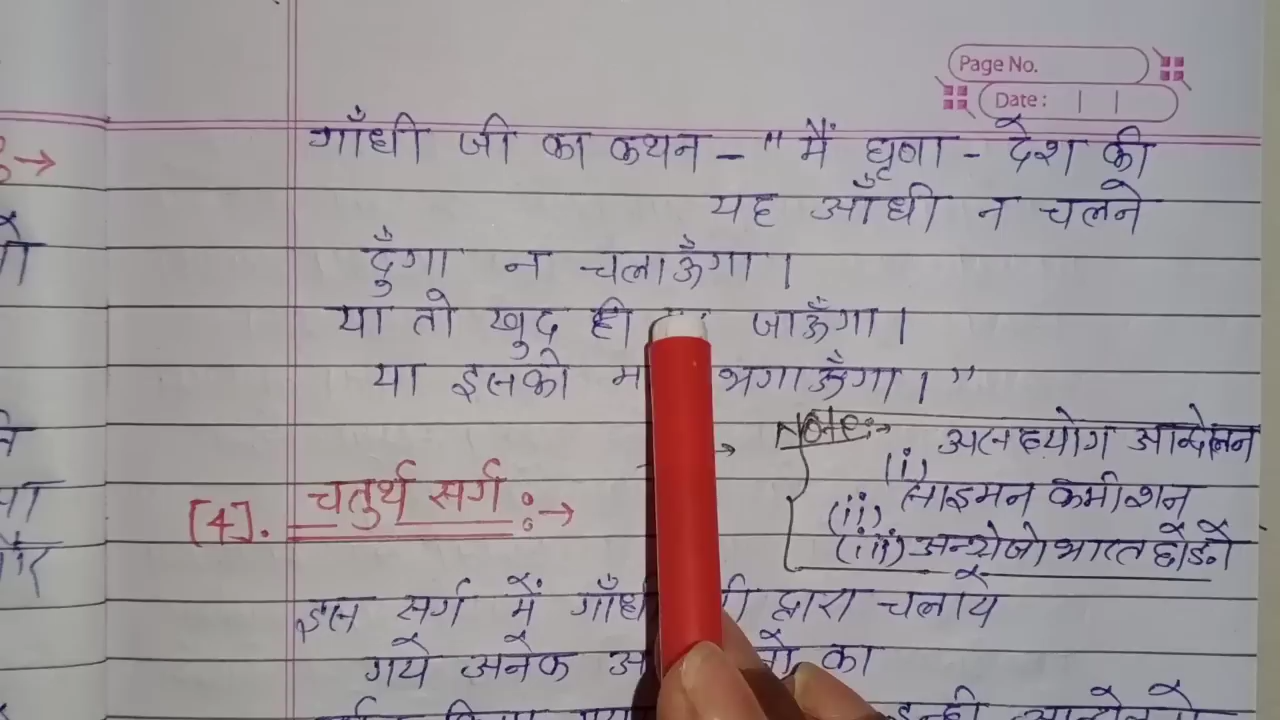 Page No.
Date :
गाँधी जी का कथन - "मैं घृणा - देश की
यह आँधी न चलने
दुँगा न चलाऊँगा।
या तो खुद ही जाऊँगा।
या इसको भगाऊँगा।"
Note:→
(i) असहयोग आन्दोलन
(ii) साइमन कमीशन
(iii) अन्ग्रेजो भारत छोडो
[4]. चतुर्थ सर्ग :→
इस सर्ग में द्वारा चलाये
गये अनेक का